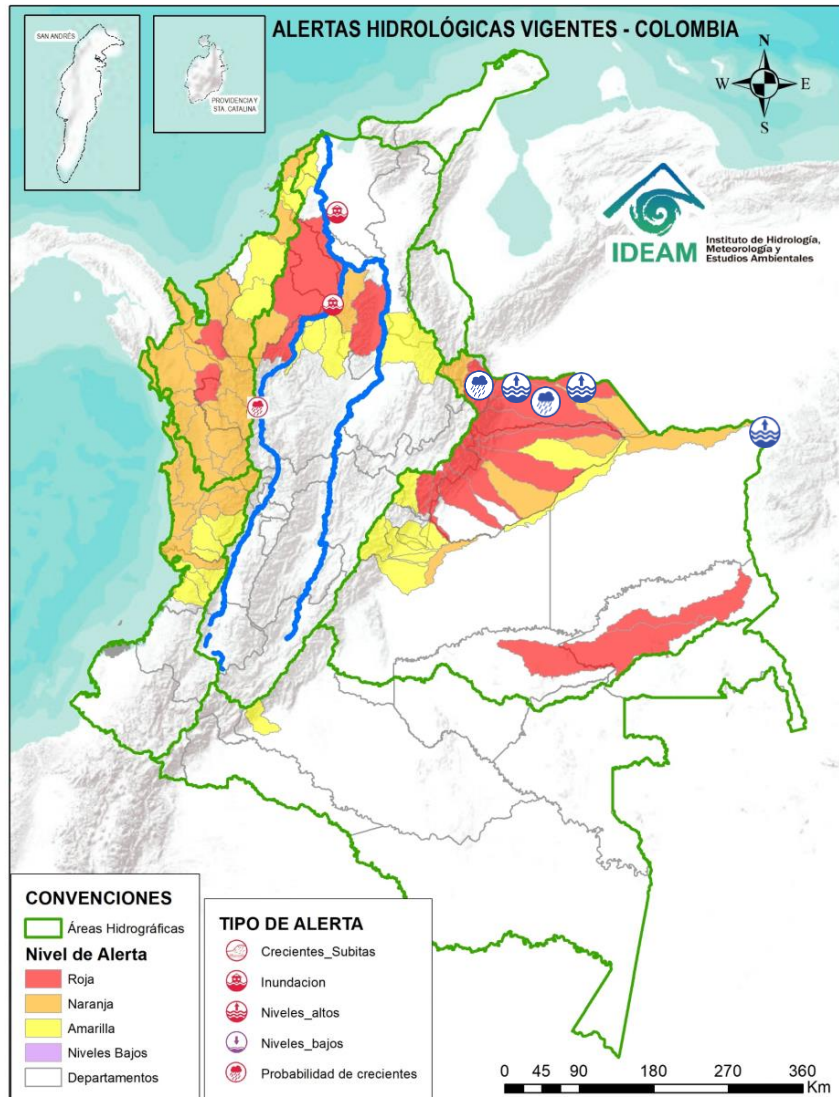 ALERTAS HIDROLÓGICAS VIGENTES - COLOMBIA
SAN ANDRÉS
PROVIDENCIA Y
STA. CATALINA
N
W
E
S
IDEAM
Instituto de Hidrología,
Meteorología y
Estudios Ambientales
CONVENCIONES
Áreas Hidrográficas
Nivel de Alerta
Roja
Naranja
Amarilla
Niveles Bajos
Departamentos
TIPO DE ALERTA
Crecientes_Subitas
Inundacion
Niveles_altos
Niveles_bajos
Probabilidad de crecientes
0 45 90 180 270 360
Km